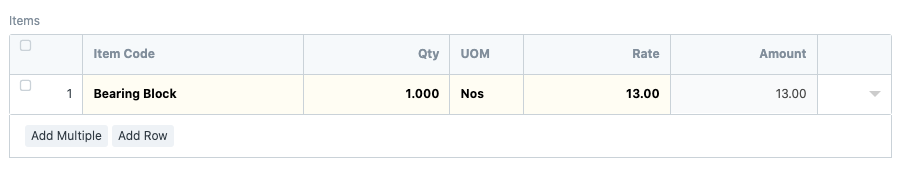 Items
Item Code Qty UOM Rate Amount
1 Bearing Block 1.000 Nos 13.00 13.00
Add Multiple Add Row